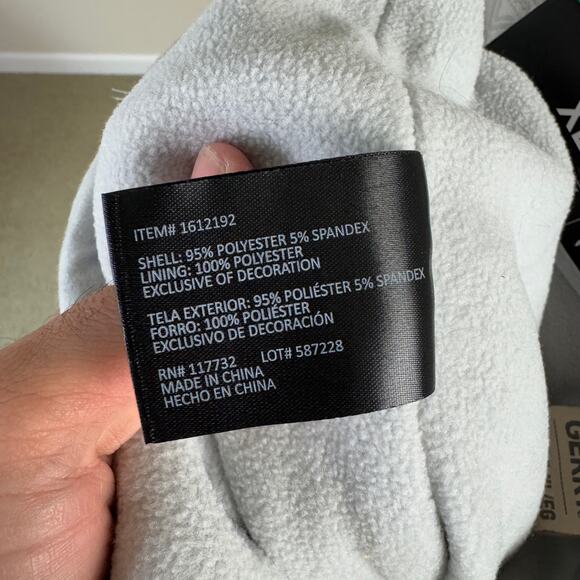 ITEM# 1612192
SHELL: 95% POLYESTER 5% SPANDEX
LINING: 100% POLYESTER
EXCLUSIVE OF DECORATION
TELA EXTERIOR: 95% POLIÉSTER 5% SPANDEX
FORRO: 100% POLIÉSTER
EXCLUSIVO DE DECORACIÓN
RN# 117732 LOT# 587228
MADE IN CHINA
HECHO EN CHINA